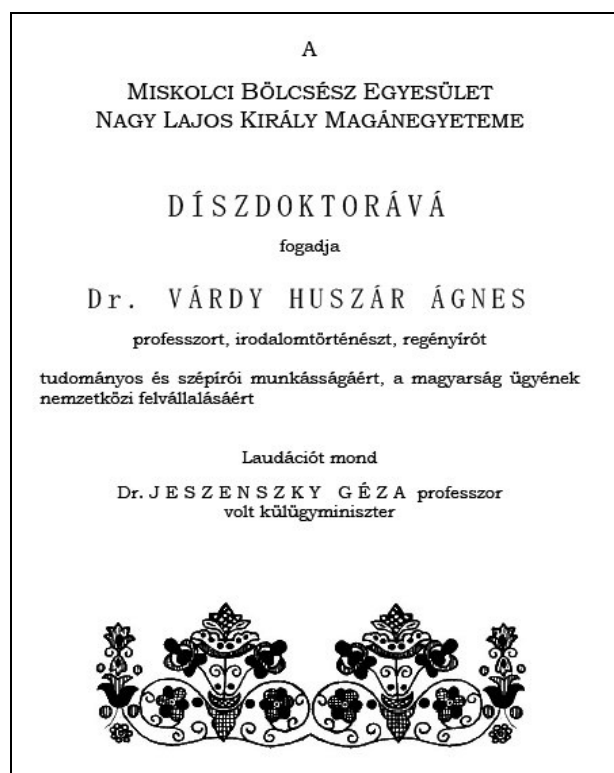 A
MISKOLCI BÖLCSÉSZ EGYESÜLET
NAGY LAJOS KIRÁLY MAGÁNEGYETEME
DÍSZDOKTORÁVÁ
fogadja
Dr. VÁRDY HUSZÁR ÁGNES
professzort, irodalomtörténészt, regényírót
tudományos és szépírói munkásságáért, a magyarság ügyének
nemzetközi felvállalásáért
Laudációt mond
Dr. JESZENSZKY GÉZA professzor
volt külügyminiszter